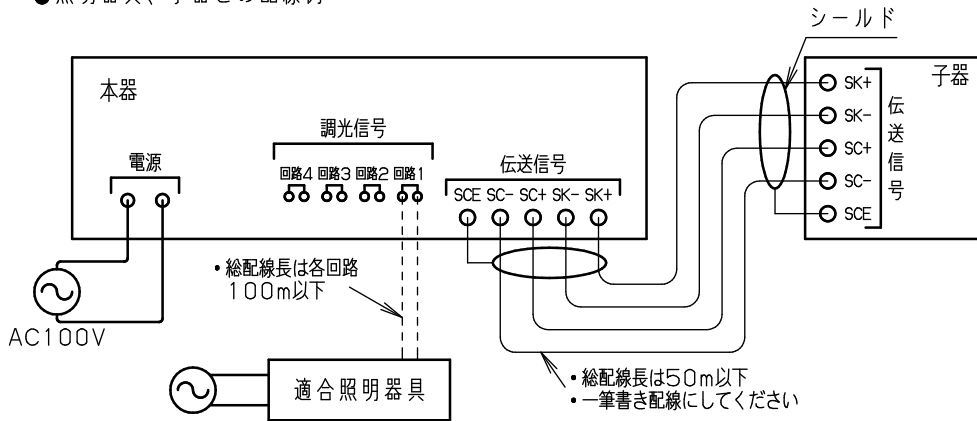 シールド
本器
子器
調光信号
電源
回路4 回路3 回路2 回路1
伝送信号
SCE SC- SC+ SK- SK+
SK+
SK-
SC+
SC-
SCE
伝送信号
・総配線長は各回路
100m以下
AC100V
適合照明器具
・総配線長は50m以下
・一筆書き配線にしてください